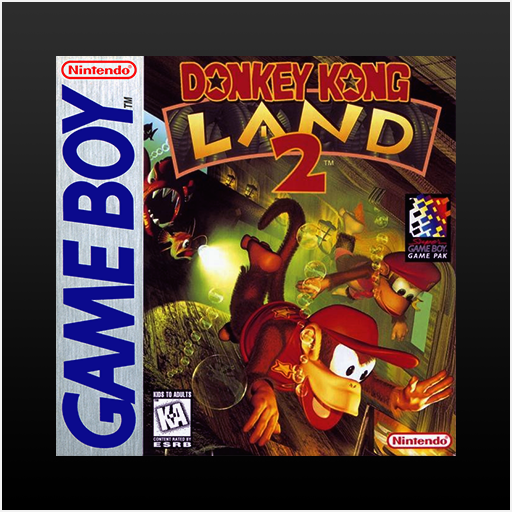 Nintendo
GAME BOY
TM
DONKEY KONG
LAND
2
TM
Super
GAME BOY
GAME PAK
KIDS TO ADULTS
K-A
CONTENT RATED BY
ESRB
Nintendo